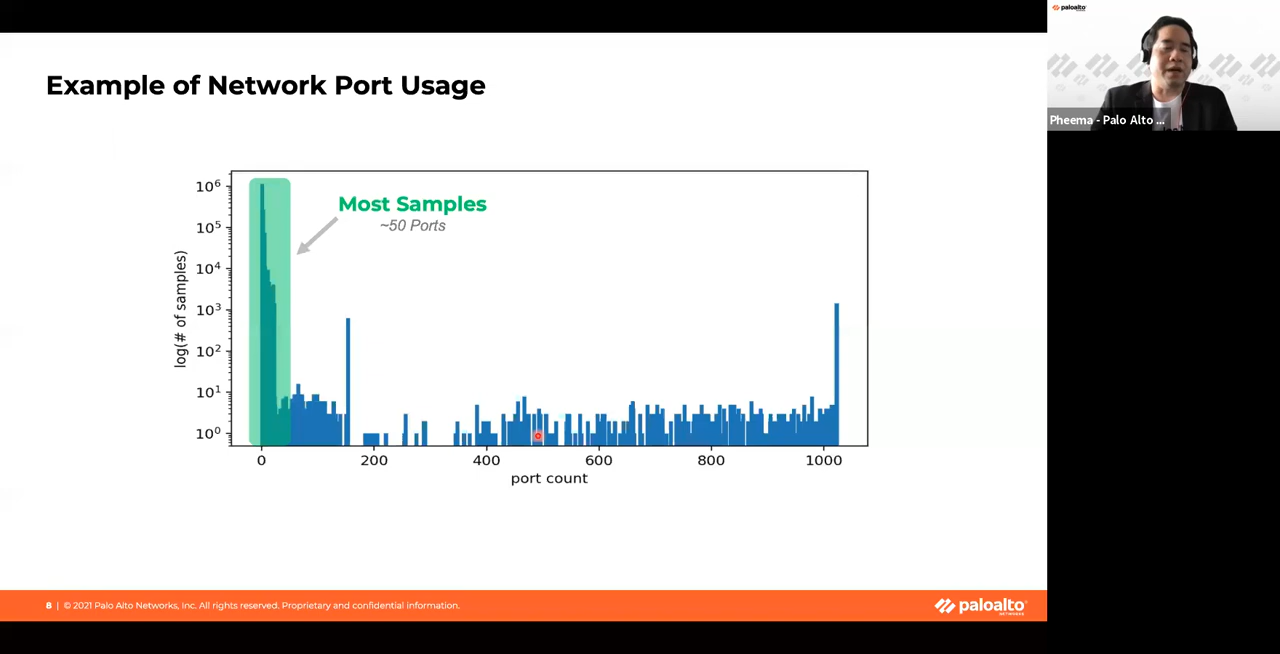 Example of Network Port Usage
Most Samples
~50 Ports
10⁶
10⁵
10⁴
10³
10²
10¹
10⁰
log(# of samples)
0 200 400 600 800 1000
port count
8 | © 2021 Palo Alto Networks, Inc. All rights reserved. Proprietary and confidential information.
paloalto
NETWORKS
paloalto
Pheema - Palo Alto ...